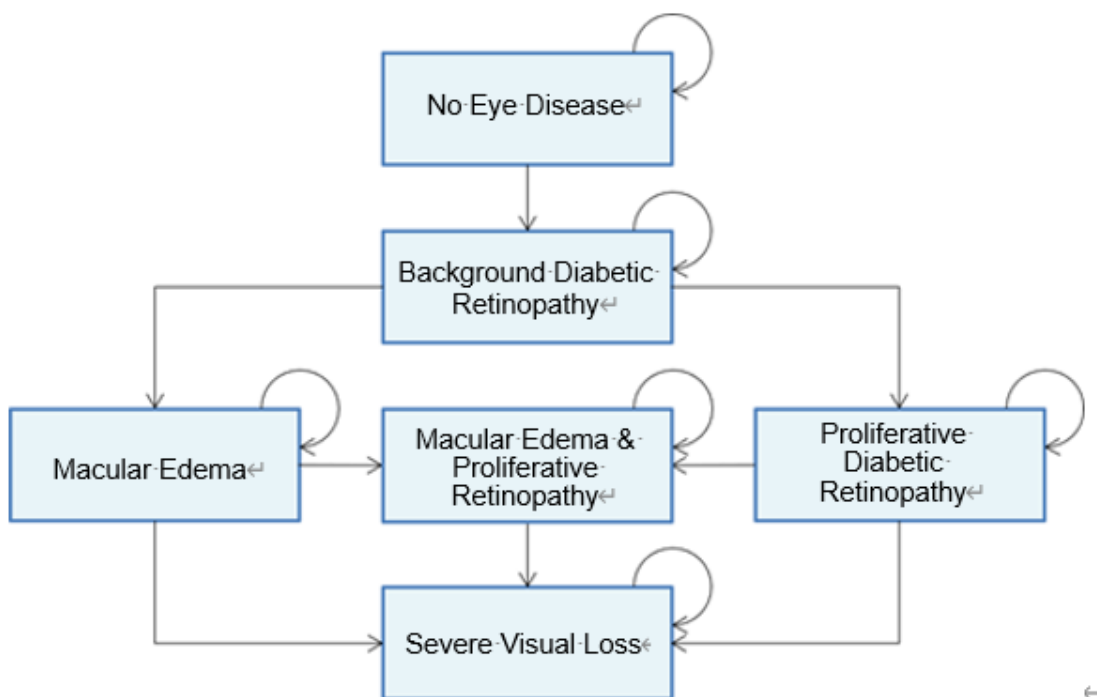 No Eye Disease
Background Diabetic
Retinopathy
Macular Edema
Macular Edema &
Proliferative
Retinopathy
Proliferative
Diabetic
Retinopathy
Severe Visual Loss